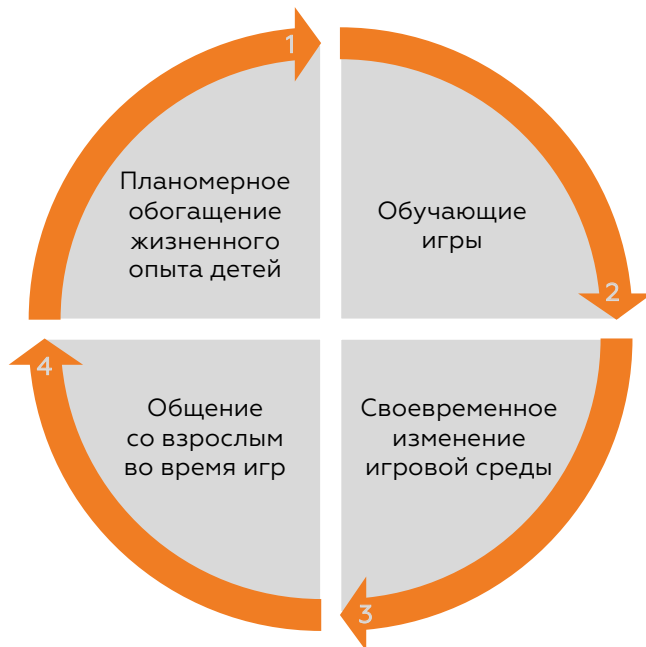 1
Планомерное
обогащение
жизненного
опыта детей
Обучающие
игры
2
Своевременное
изменение
игровой среды
3
4
Общение
со взрослым
во время игр